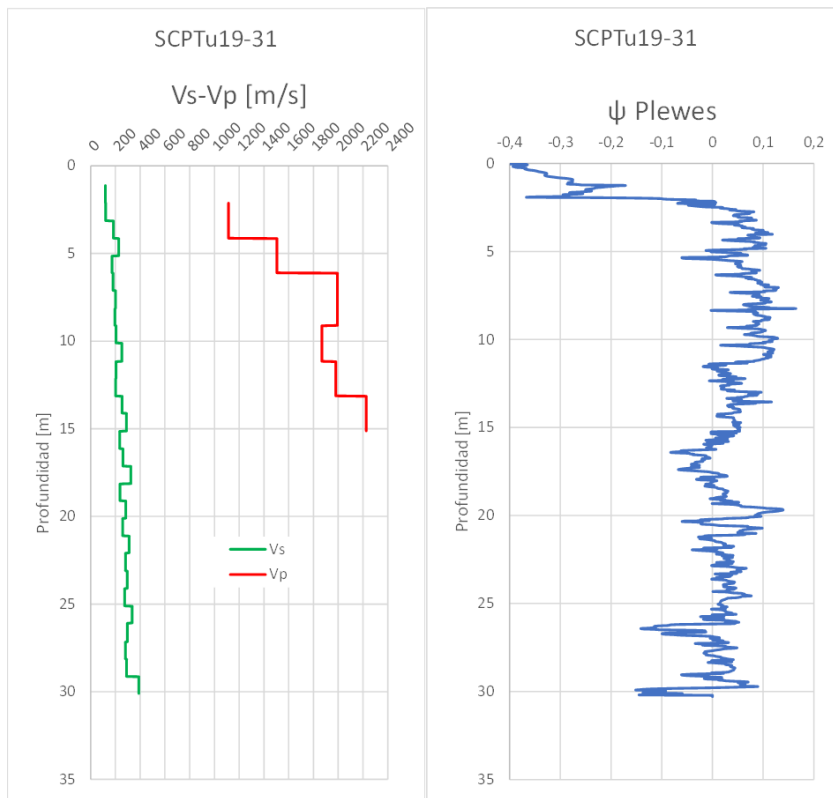 SCPTu19-31
Vs-Vp [m/s]
0 200 400 600 800 1000 1200 1400 1600 1800 2000 2200 2400
0
5
10
15
20
25
30
35
Profundidad [m]
Vs
Vp
SCPTu19-31
ψ Plewes
-0,4 -0,3 -0,2 -0,1 0 0,1 0,2
0
5
10
15
20
25
30
35
Profundidad [m]